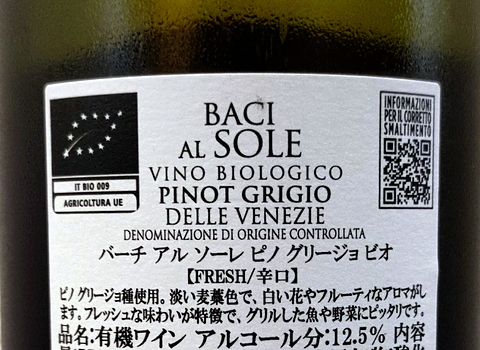 BACI
AL SOLE
VINO BIOLOGICO
PINOT GRIGIO
DELLE VENEZIE
DENOMINAZIONE DI ORIGINE CONTROLLATA
IT BIO 009
AGRICOLTURA UE
INFORMAZIONI
PER IL CORRETTO
SMALTIMENTO
バーチ アル ソーレ ピノ グリージョ ビオ
【FRESH/辛口】
ピノ グリージョ種使用。淡い麦藁色で、白い花やフルーティなアロマがし
ます。フレッシュな味わいが特徴で、グリルした魚や野菜にピッタリです。
品名:有機ワイン アルコール分:12.5% 内容